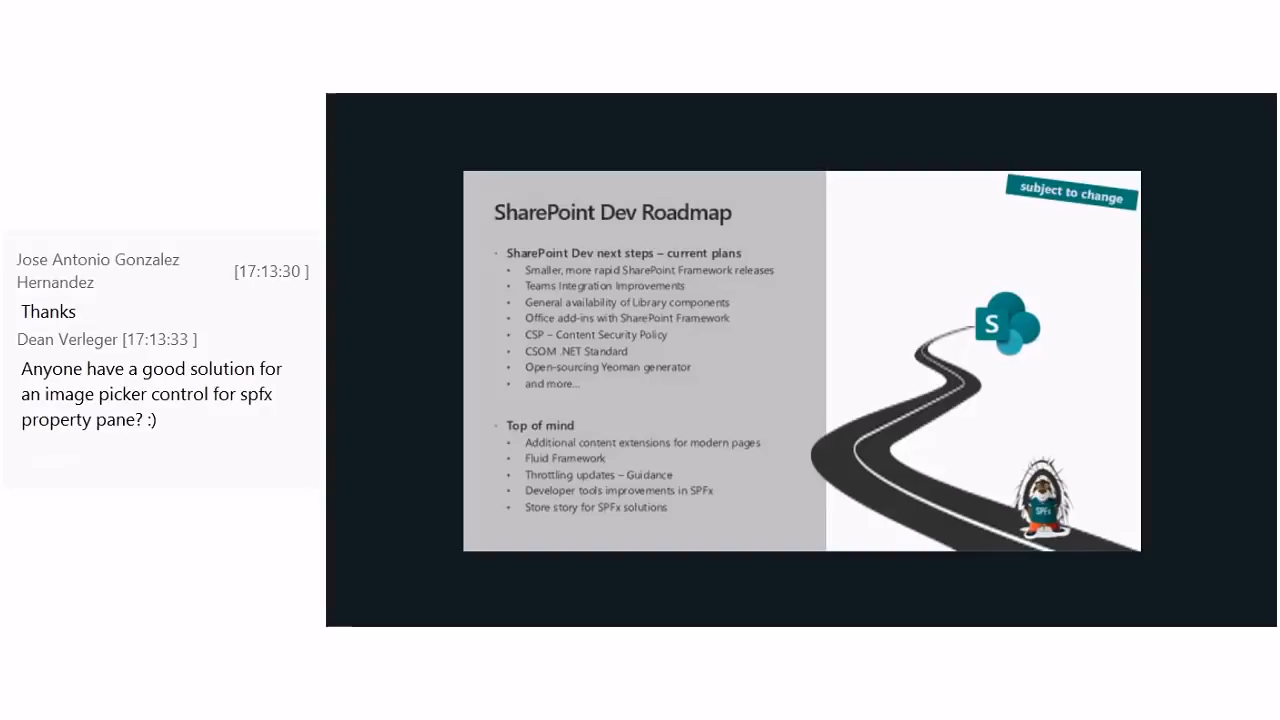 Jose Antonio Gonzalez
Hernandez
[17:13:30 ]
Thanks
Dean Verleger [17:13:33 ]
Anyone have a good solution for
an image picker control for spfx
property pane? :)
subject to change
SharePoint Dev Roadmap
· SharePoint Dev next steps – current plans
• Smaller, more rapid SharePoint Framework releases
• Teams Integration Improvements
• General availability of Library components
• Office add-ins with SharePoint Framework
• CSP – Content Security Policy
• CSOM .NET Standard
• Open-sourcing Yeoman generator
• and more...
· Top of mind
• Additional content extensions for modern pages
• Fluid Framework
• Throttling updates – Guidance
• Developer tools improvements in SPFx
• Store story for SPFx solutions
S
SPFx